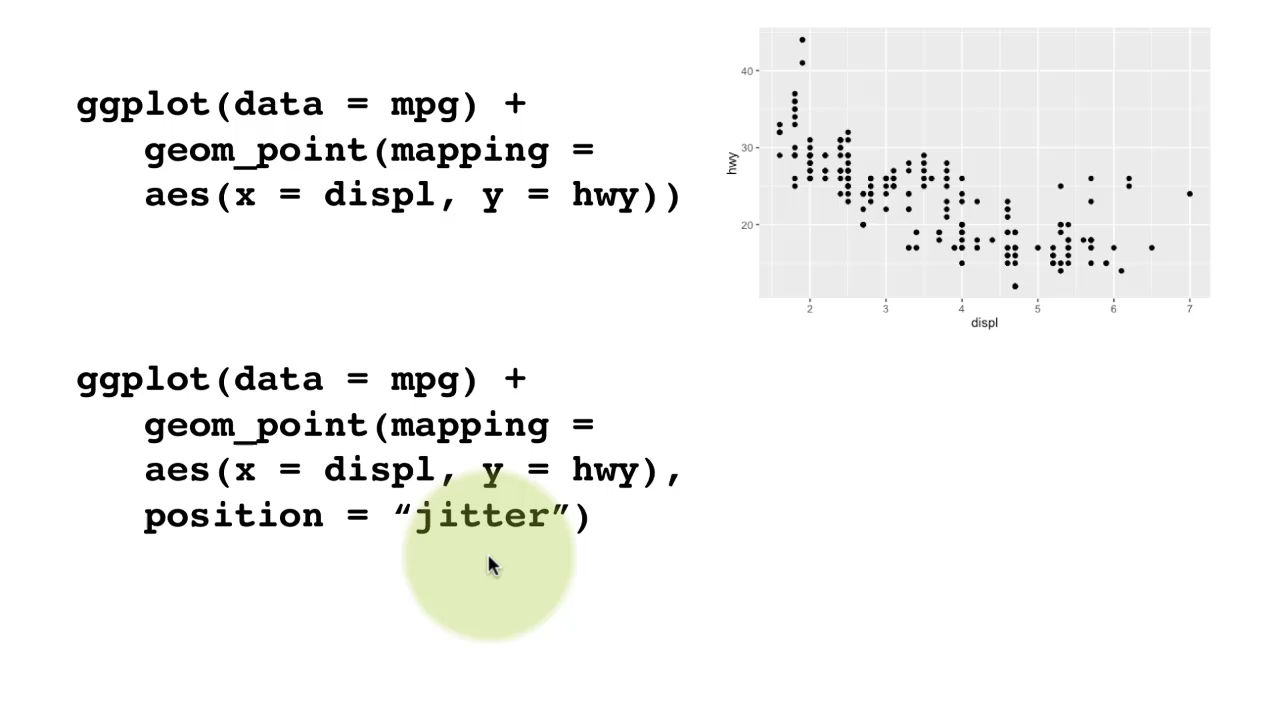 ggplot(data = mpg) +
geom_point(mapping =
aes(x = displ, y = hwy))
40
30
20
hwy
2 3 4 5 6 7
displ
ggplot(data = mpg) +
geom_point(mapping =
aes(x = displ, y = hwy),
position = “jitter”)